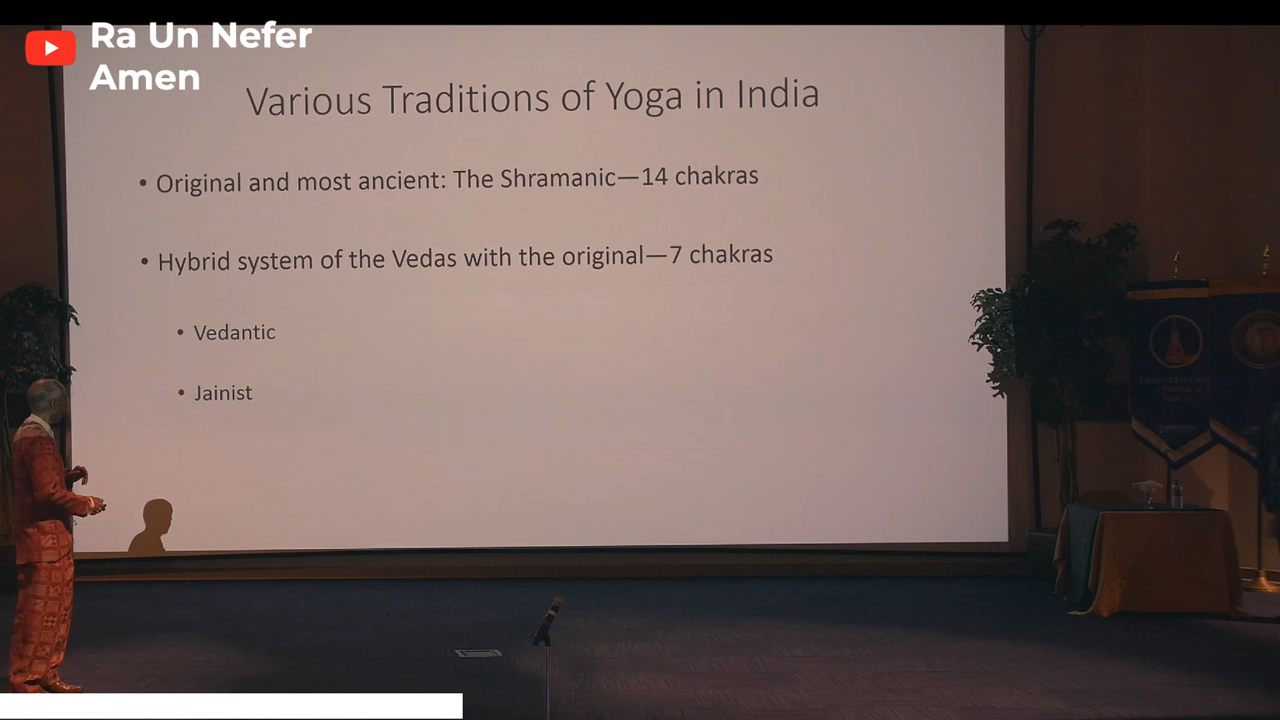 Ra Un Nefer
Amen
Various Traditions of Yoga in India
• Original and most ancient: The Shramanic—14 chakras
• Hybrid system of the Vedas with the original—7 chakras
• Vedantic
• Jainist